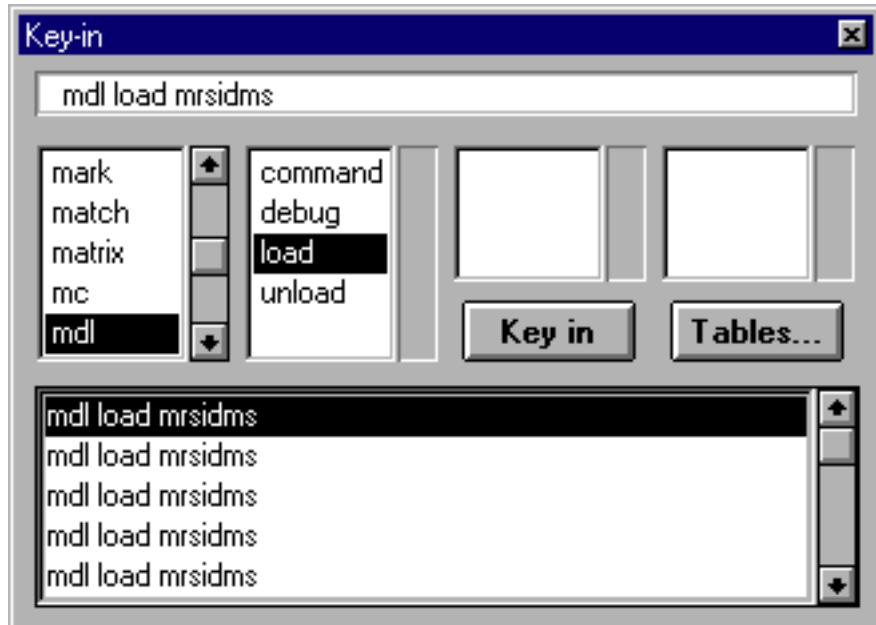 Key-in
mdl load mrsidms
mark
match
matrix
mc
mdl
command
debug
load
unload
Key in
Tables...
mdl load mrsidms
mdl load mrsidms
mdl load mrsidms
mdl load mrsidms
mdl load mrsidms